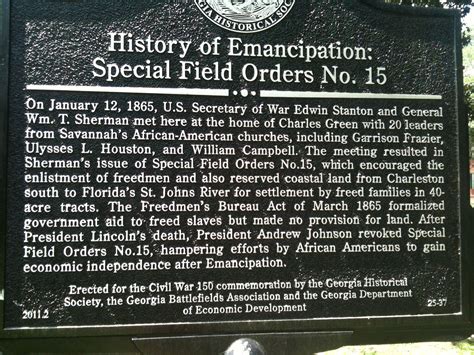 GIA HISTORICAL SOC
History of Emancipation:
Special Field Orders No. 15
On January 12, 1865, U.S. Secretary of War Edwin Stanton and General
Wm. T. Sherman met here at the home of Charles Green with 20 leaders
from Savannah's African-American churches, including Garrison Frazier,
Ulysses L. Houston, and William Campbell. The meeting resulted in
Sherman's issue of Special Field Orders No.15, which encouraged the
enlistment of freedmen and also reserved coastal land from Charleston
south to Florida's St. Johns River for settlement by freed families in 40-
acre tracts. The Freedmen's Bureau Act of March 1865 formalized
government aid to freed slaves but made no provision for land. After
President Lincoln's death, President Andrew Johnson revoked Special
Field Orders No.15, hampering efforts by African Americans to gain
economic independence after Emancipation.
Erected for the Civil War 150 commemoration by the Georgia Historical
Society, the Georgia Battlefields Association and the Georgia Department
of Economic Development
2011.2
25-37